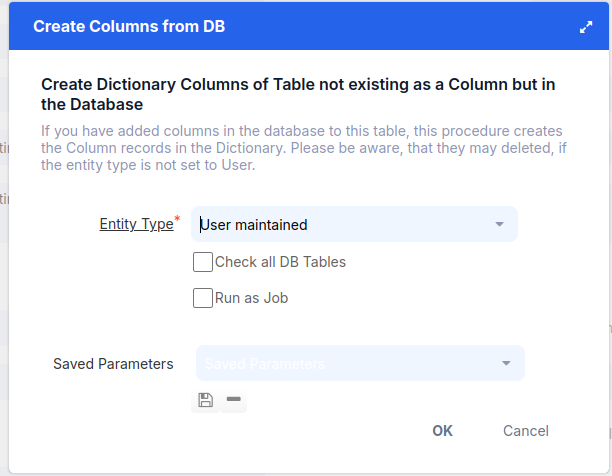 Create Columns from DB
Create Dictionary Columns of Table not existing as a Column but in
the Database
If you have added columns in the database to this table, this procedure creates
the Column records in the Dictionary. Please be aware, that they may deleted, if
the entity type is not set to User.
Entity Type*
User maintained
Check all DB Tables
Run as Job
Saved Parameters
Saved Parameters
OK
Cancel